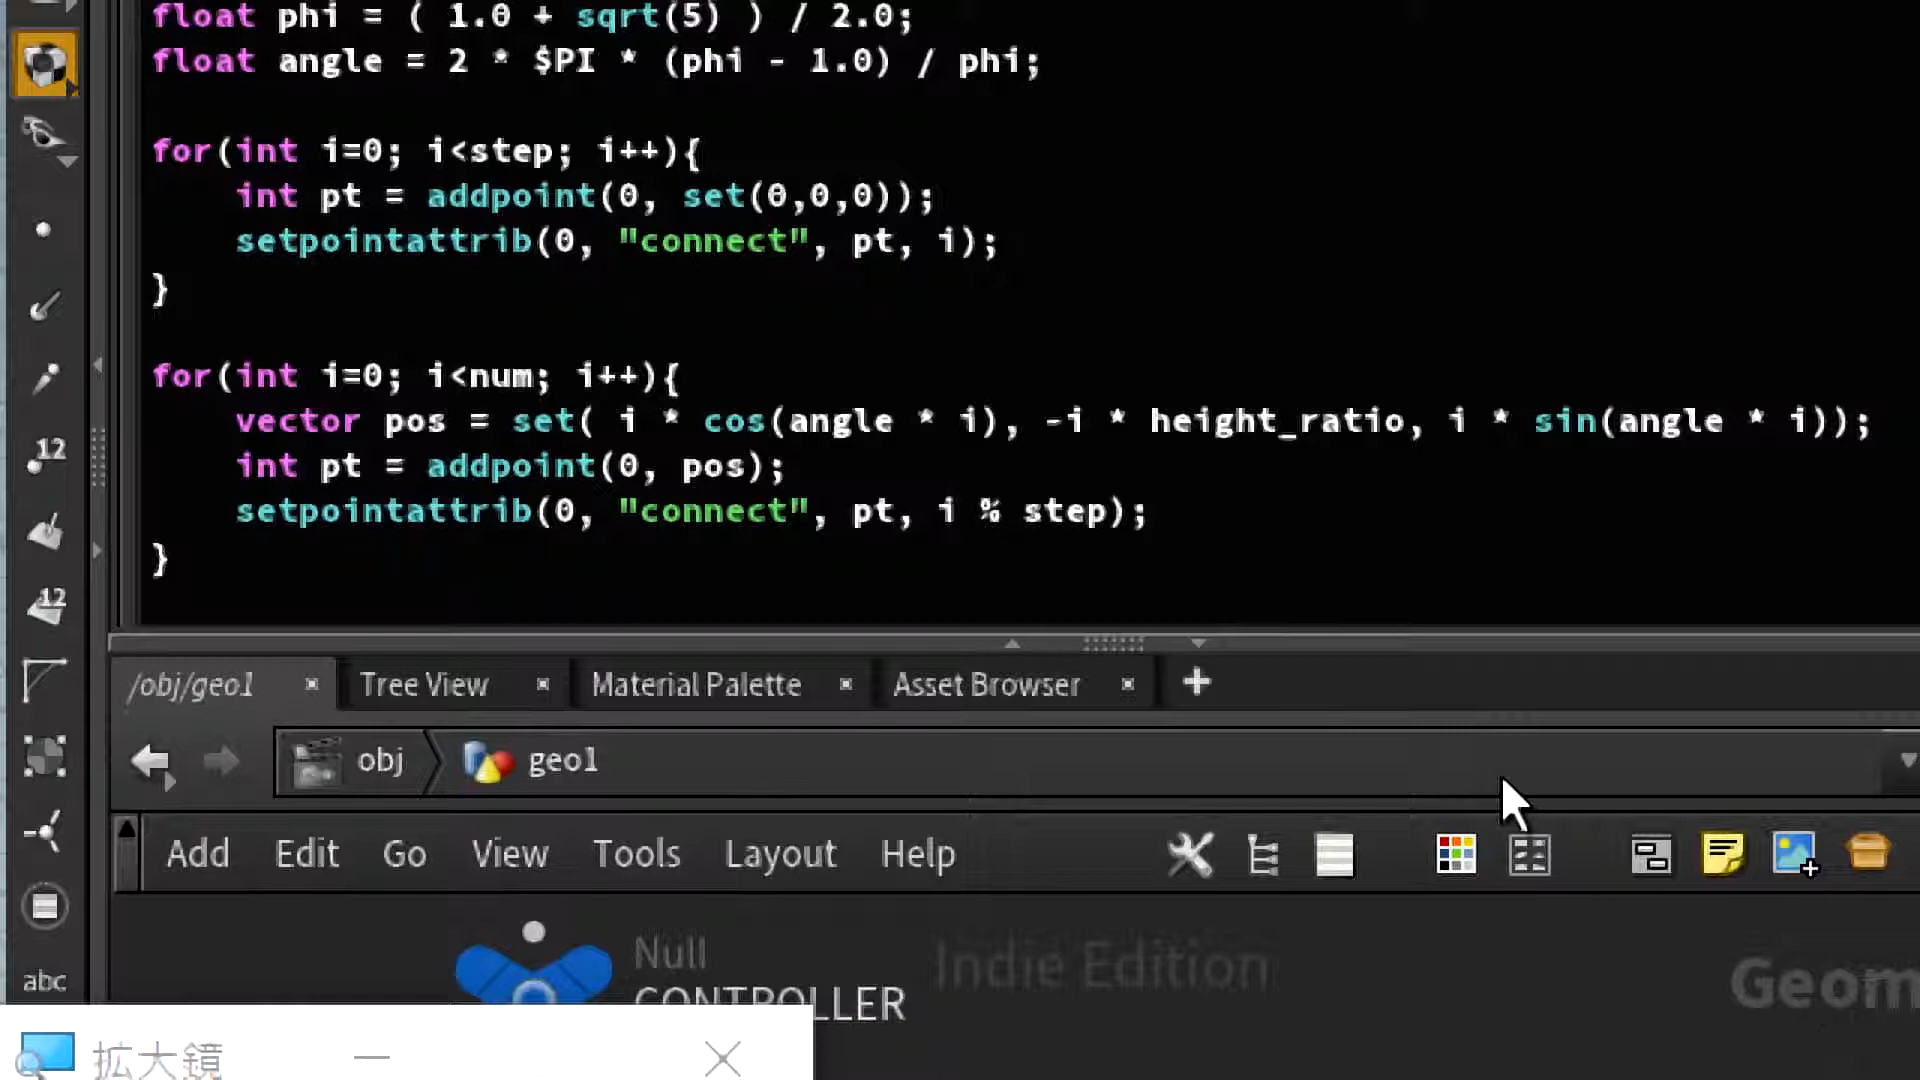 float phi = ( 1.0 + sqrt(5) ) / 2.0;
float angle = 2 * $PI * (phi - 1.0) / phi;
for(int i=0; i<step; i++){
    int pt = addpoint(0, set(0,0,0));
    setpointattrib(0, "connect", pt, i);
}
for(int i=0; i<num; i++){
    vector pos = set( i * cos(angle * i), -i * height_ratio, i * sin(angle * i));
    int pt = addpoint(0, pos);
    setpointattrib(0, "connect", pt, i % step);
}
12
12
abc
/obj/geo1 Tree View Material Palette Asset Browser +
obj geo1
Add Edit Go View Tools Layout Help
Null
CONTROLLER
Indie Edition
Geom
拡大鏡